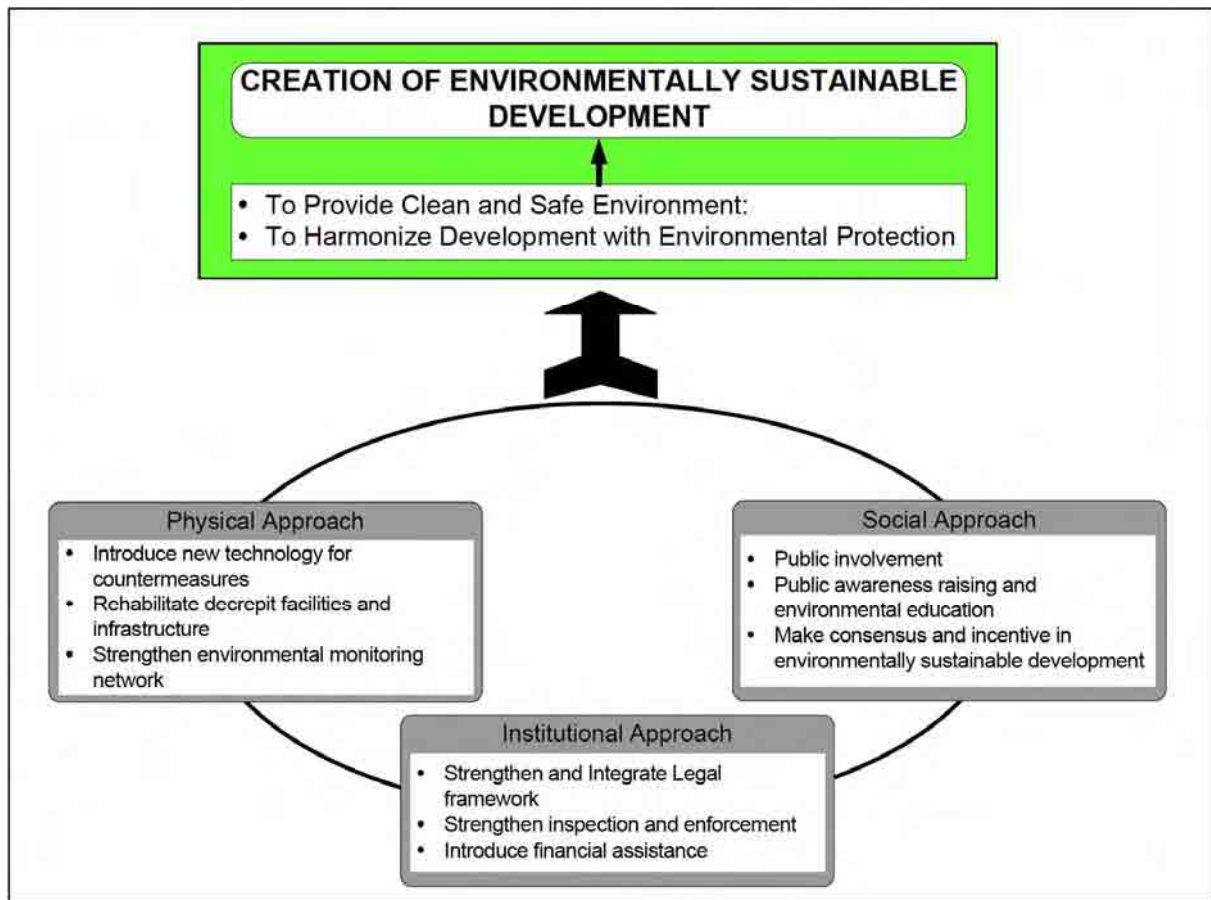 CREATION OF ENVIRONMENTALLY SUSTAINABLE
DEVELOPMENT
• To Provide Clean and Safe Environment:
• To Harmonize Development with Environmental Protection
Physical Approach
• Introduce new technology for
countermeasures
• Rehabilitate decrepit facilities and
infrastructure
• Strengthen environmental monitoring
network
Social Approach
• Public involvement
• Public awareness raising and
environmental education
• Make consensus and incentive in
environmentally sustainable development
Institutional Approach
• Strengthen and Integrate Legal
framework
• Strengthen inspection and enforcement
• Introduce financial assistance